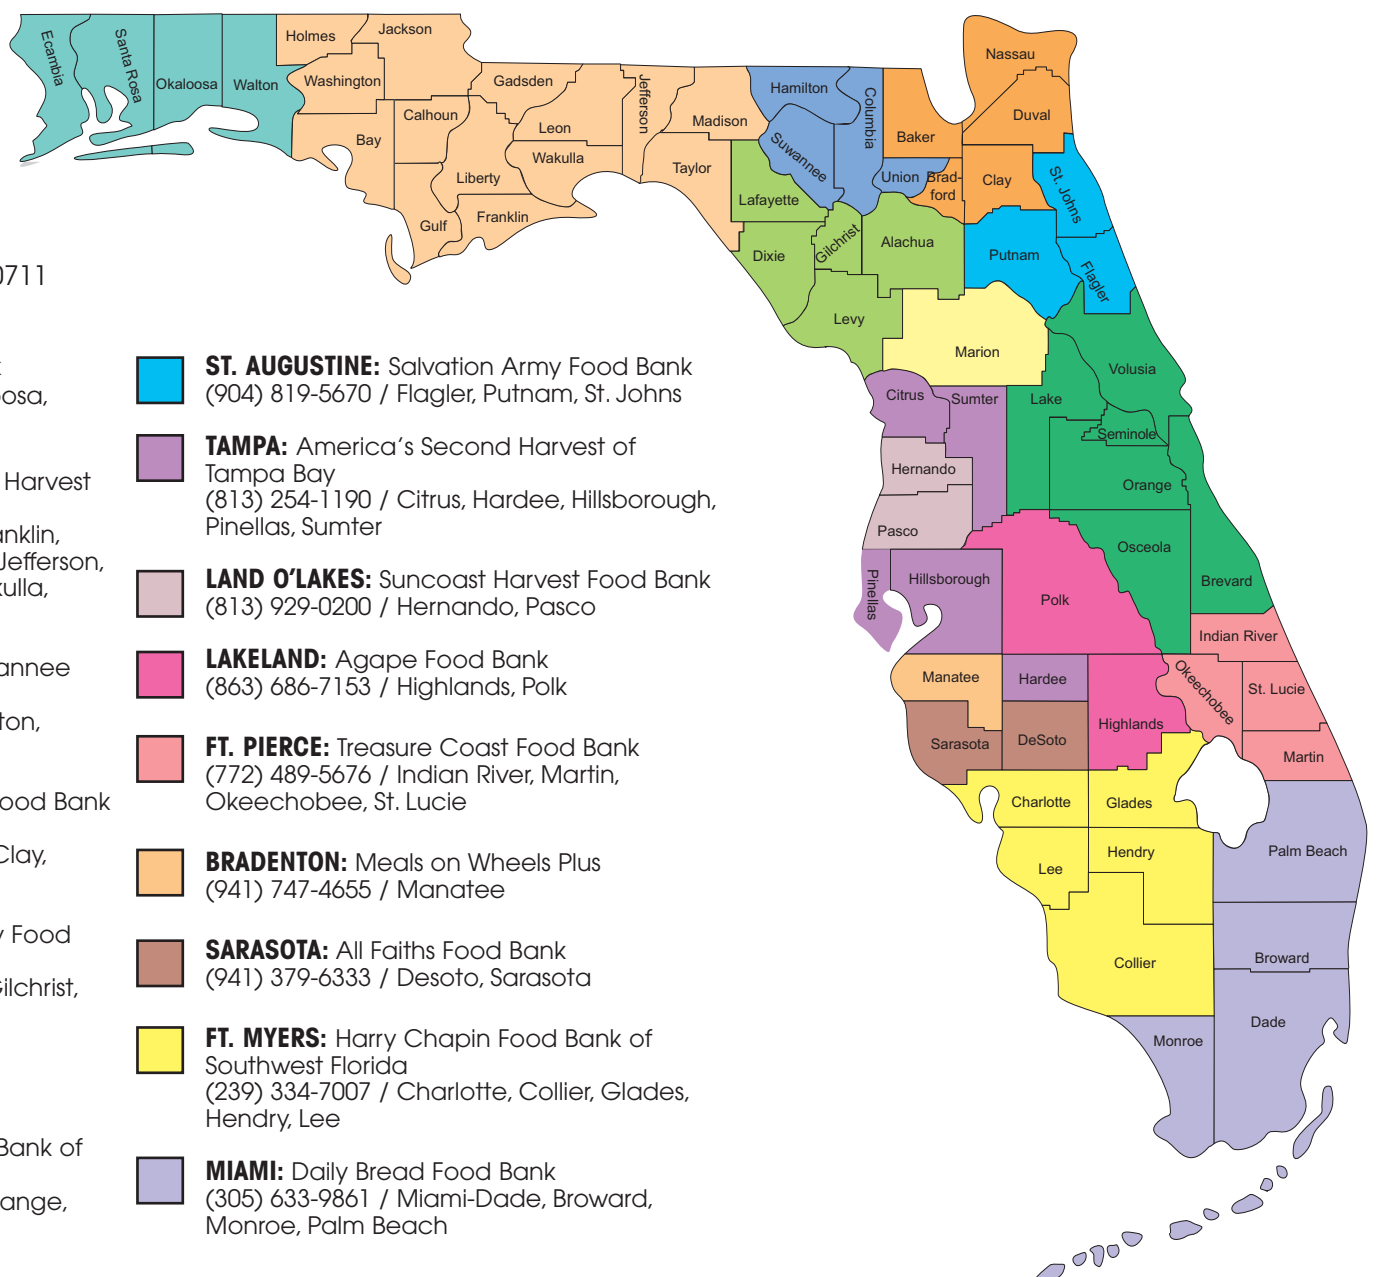 Ecambia
Santa Rosa
Okaloosa
Walton
Holmes
Jackson
Washington
Bay
Calhoun
Gulf
Liberty
Gadsden
Leon
Wakulla
Franklin
Jefferson
Madison
Taylor
Hamilton
Suwannee
Columbia
Lafayette
Dixie
Gilchrist
Alachua
Levy
Union
Brad-
ford
Baker
Nassau
Duval
Clay
St. Johns
Putnam
Flagler
Marion
Volusia
Citrus
Sumter
Lake
Seminole
Hernando
Orange
Pasco
Osceola
Brevard
Pinellas
Hillsborough
Polk
Indian River
Manatee
Hardee
Okeechobee
St. Lucie
Highlands
Sarasota
DeSoto
Martin
Charlotte
Glades
Lee
Hendry
Palm Beach
Collier
Broward
Monroe
Dade
0711
osa,
Harvest
anklin,
Jefferson,
kulla,
annee
ton,
ood Bank
Clay,
y Food
Gilchrist,
Bank of
ange,
ST. AUGUSTINE: Salvation Army Food Bank
(904) 819-5670 / Flagler, Putnam, St. Johns
TAMPA: America's Second Harvest of
Tampa Bay
(813) 254-1190 / Citrus, Hardee, Hillsborough,
Pinellas, Sumter
LAND O'LAKES: Suncoast Harvest Food Bank
(813) 929-0200 / Hernando, Pasco
LAKELAND: Agape Food Bank
(863) 686-7153 / Highlands, Polk
FT. PIERCE: Treasure Coast Food Bank
(772) 489-5676 / Indian River, Martin,
Okeechobee, St. Lucie
BRADENTON: Meals on Wheels Plus
(941) 747-4655 / Manatee
SARASOTA: All Faiths Food Bank
(941) 379-6333 / Desoto, Sarasota
FT. MYERS: Harry Chapin Food Bank of
Southwest Florida
(239) 334-7007 / Charlotte, Collier, Glades,
Hendry, Lee
MIAMI: Daily Bread Food Bank
(305) 633-9861 / Miami-Dade, Broward,
Monroe, Palm Beach